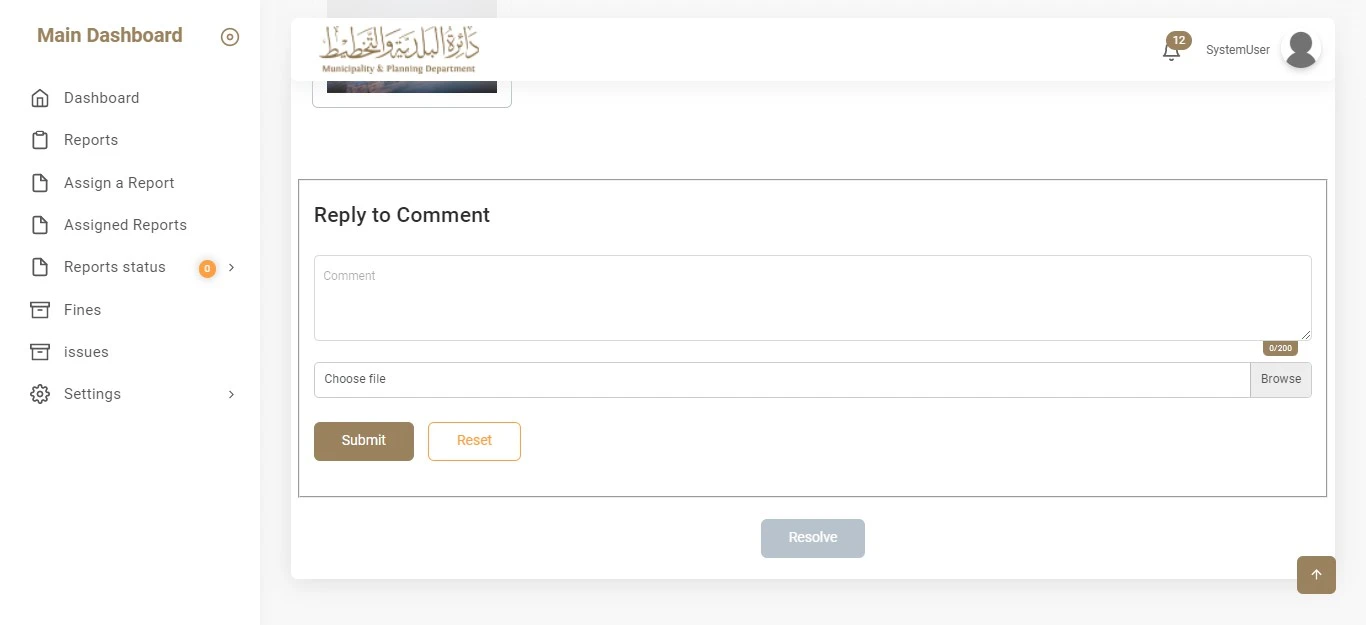 Main Dashboard
Dashboard
Reports
Assign a Report
Assigned Reports
Reports status
0
Fines
issues
Settings
دائرة البلدية والتخطيط
Municipality & Planning Department
12
SystemUser
Reply to Comment
Comment
0/200
Choose file
Browse
Submit
Reset
Resolve